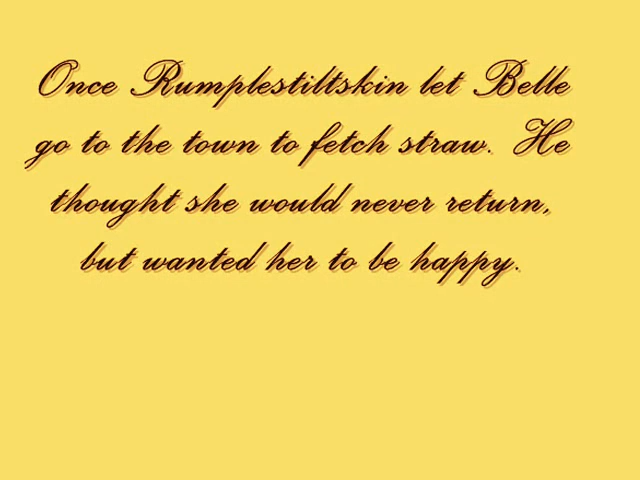 Once Rumplestiltskin let Belle
go to the town to fetch straw. He
thought she would never return,
but wanted her to be happy.